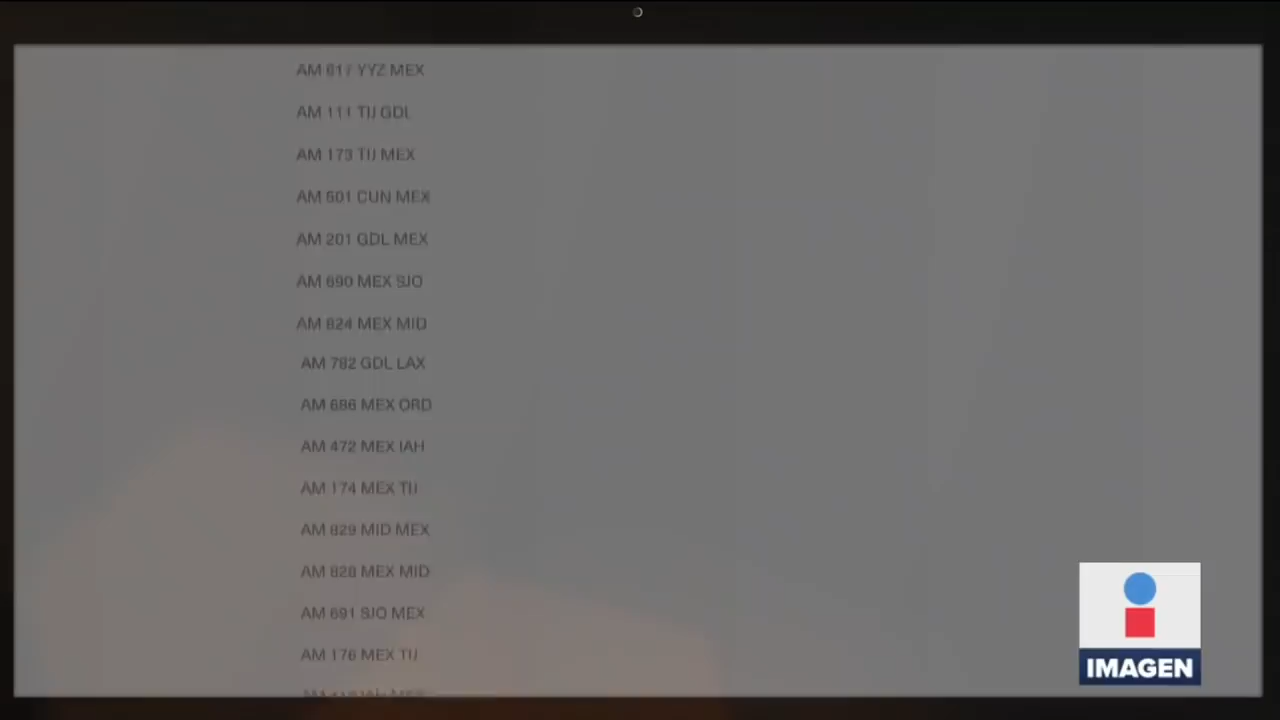 AM 617 YYZ MEX
AM 111 TIJ GDL
AM 173 TIJ MEX
AM 501 CUN MEX
AM 201 GDL MEX
AM 690 MEX SJO
AM 824 MEX MID
AM 782 GDL LAX
AM 686 MEX ORD
AM 472 MEX IAH
AM 174 MEX TIJ
AM 829 MID MEX
AM 828 MEX MID
AM 691 SJO MEX
AM 176 MEX TIJ
IMAGEN